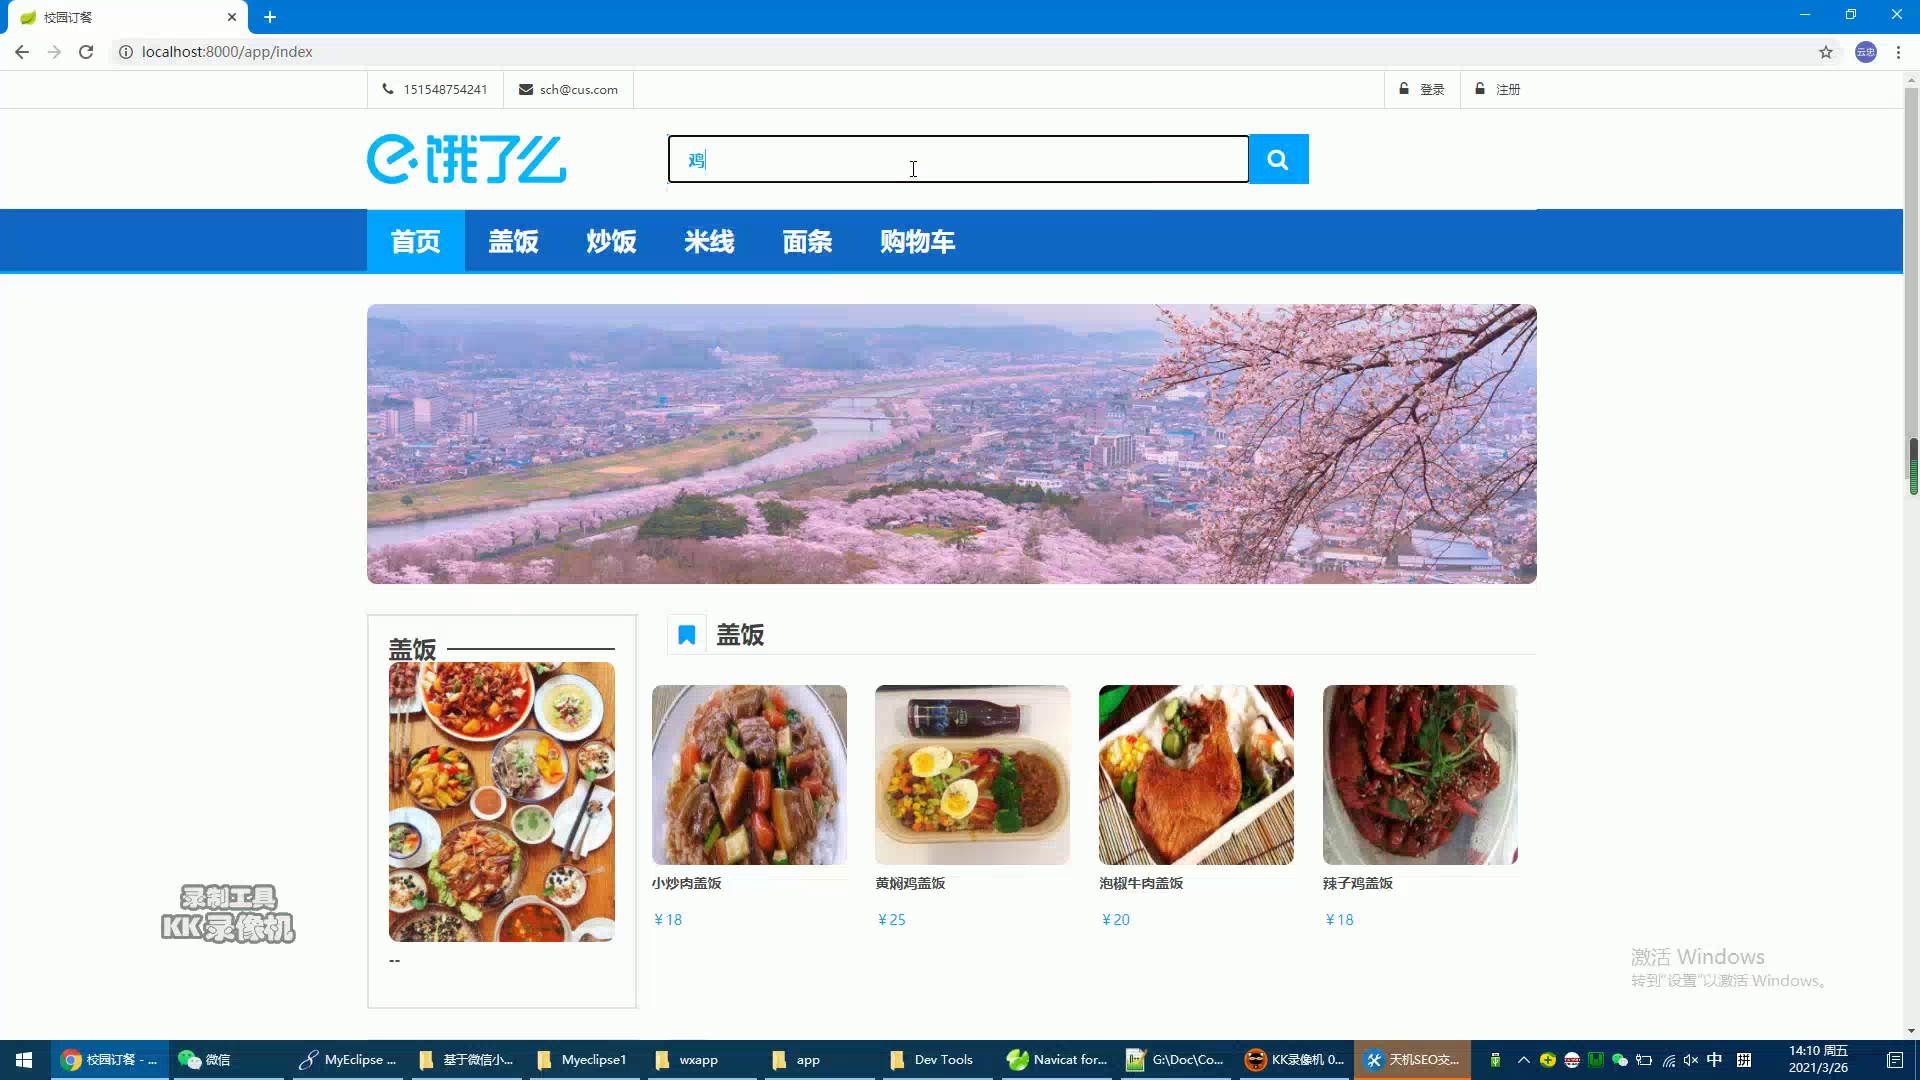 校园订餐
localhost:8000/app/index
云忠
151548754241
sch@cus.com
登录
注册
饿了么
鸡
首页
盖饭
炒饭
米线
面条
购物车
盖饭
盖饭
小炒肉盖饭
黄焖鸡盖饭
泡椒牛肉盖饭
辣子鸡盖饭
¥18
¥25
¥20
¥18
--
录制工具
KK录像机
激活 Windows
转到"设置"以激活 Windows。
校园订餐 - ...
微信
MyEclipse ...
基于微信小...
Myeclipse1
wxapp
app
Dev Tools
Navicat for...
G:\Doc\Co...
KK录像机 0...
天机SEO交...
中
拼
14:10 周五
2021/3/26